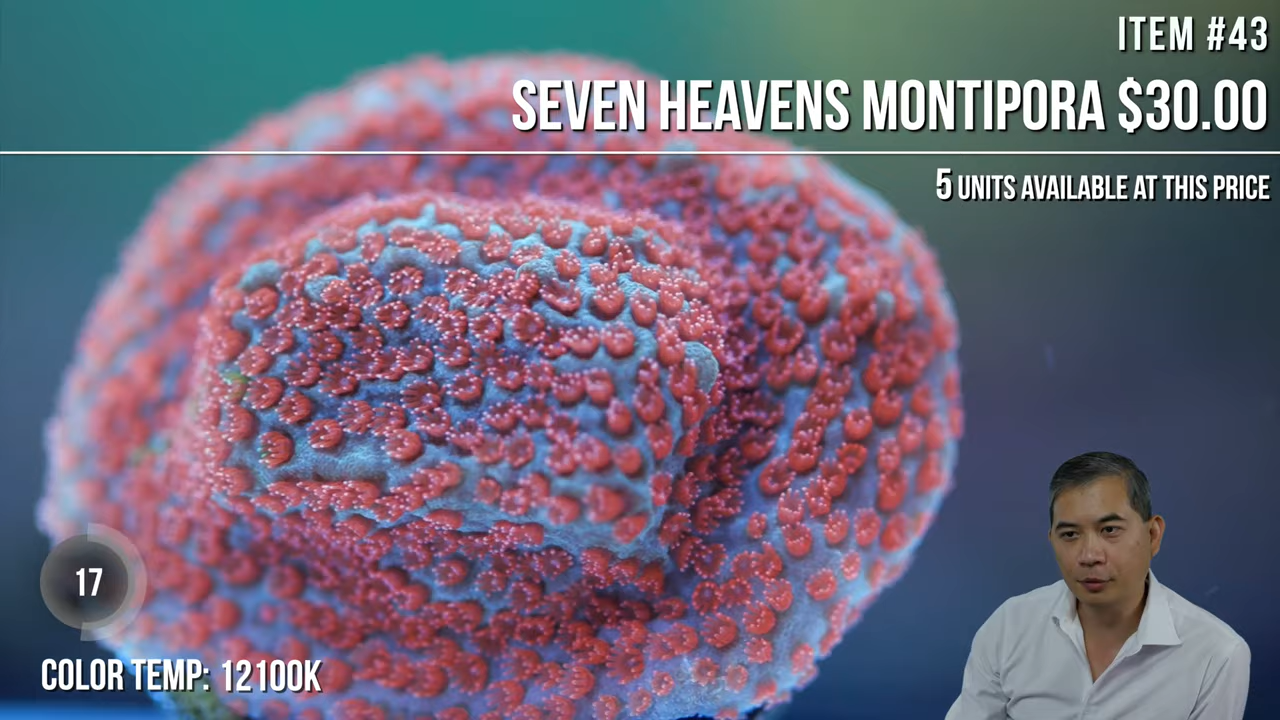 ITEM #43
SEVEN HEAVENS MONTIPORA $30.00
5 UNITS AVAILABLE AT THIS PRICE
17
COLOR TEMP: 12100K